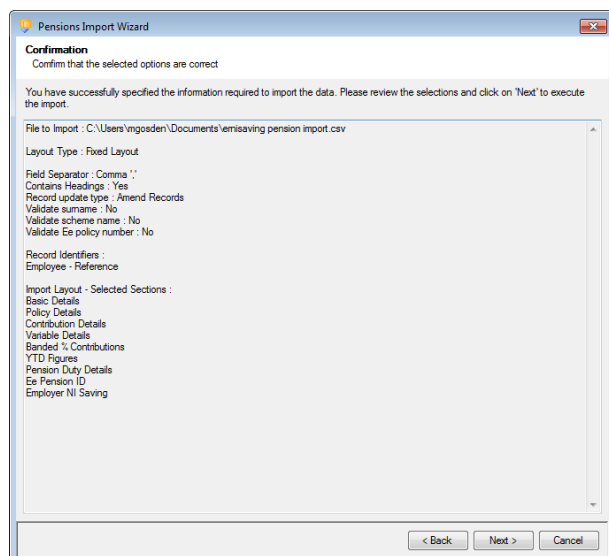 Pensions Import Wizard
Confirmation
Comfirm that the selected options are correct
You have successfully specified the information required to import the data. Please review the selections and click on 'Next' to execute
the import.
File to Import : C:\Users\mgosden\Documents\ernisaving pension import.csv
Layout Type : Fixed Layout
Field Separator : Comma ','
Contains Headings : Yes
Record update type : Amend Records
Validate surname : No
Validate scheme name : No
Validate Ee policy number : No
Record Identifiers :
Employee - Reference
Import Layout - Selected Sections :
Basic Details
Policy Details
Contribution Details
Variable Details
Banded % Contributions
YTD Figures
Pension Duty Details
Ee Pension ID
Employer NI Saving
< Back
Next >
Cancel